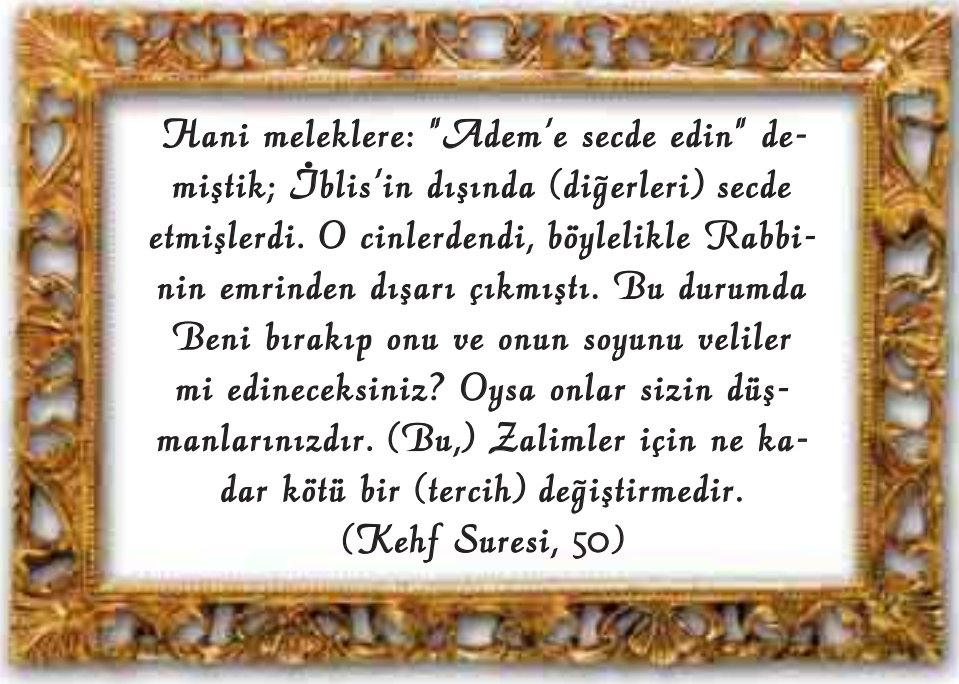 Hani meleklere: "Adem'e secde edin" de-
miştik; İblis'in dışında (diğerleri) secde
etmişlerdi. O cinlerdendi, böylelikle Rabbi-
nin emrinden dışarı çıkmıştı. Bu durumda
Beni bırakıp onu ve onun soyunu veliler
mi edineceksiniz? Oysa onlar sizin düş-
manlarınızdır. (Bu,) Zalimler için ne ka-
dar kötü bir (tercih) değiştirmedir.
(Kehf Suresi, 50)